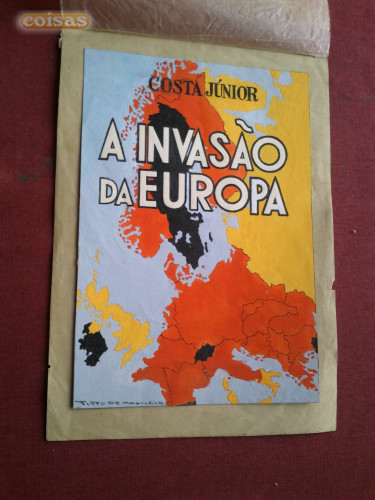 coisas
COSTA JÚNIOR
A INVASÃO
DA EUROPA